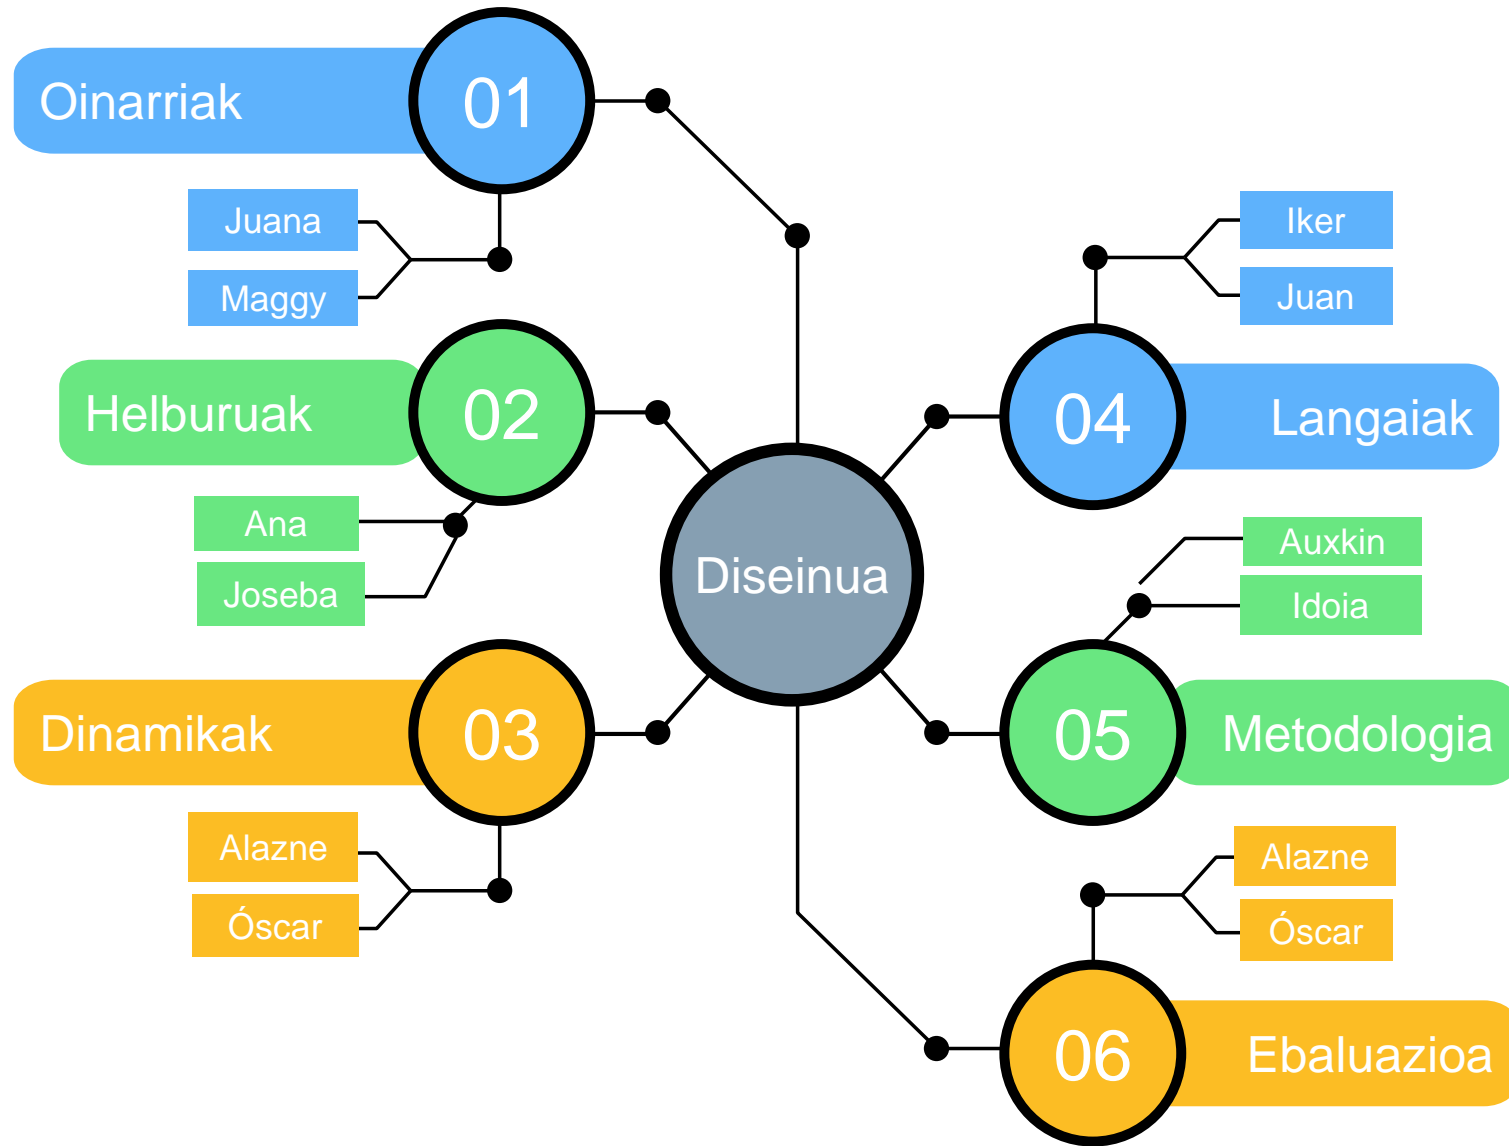 Oinarriak
01
Juana
Maggy
Helburuak
02
Ana
Joseba
Dinamikak
03
Alazne
Óscar
Diseinua
Iker
Juan
04
Langaiak
Auxkin
Idoia
05
Metodologia
Alazne
Óscar
06
Ebaluazioa